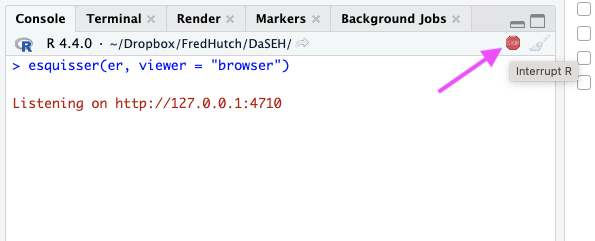 Console Terminal Render Markers Background Jobs
R R 4.4.0 · ~/Dropbox/FredHutch/DaSEH/ STOP
Interrupt R
> esquisser(er, viewer = "browser")
Listening on http://127.0.0.1:4710